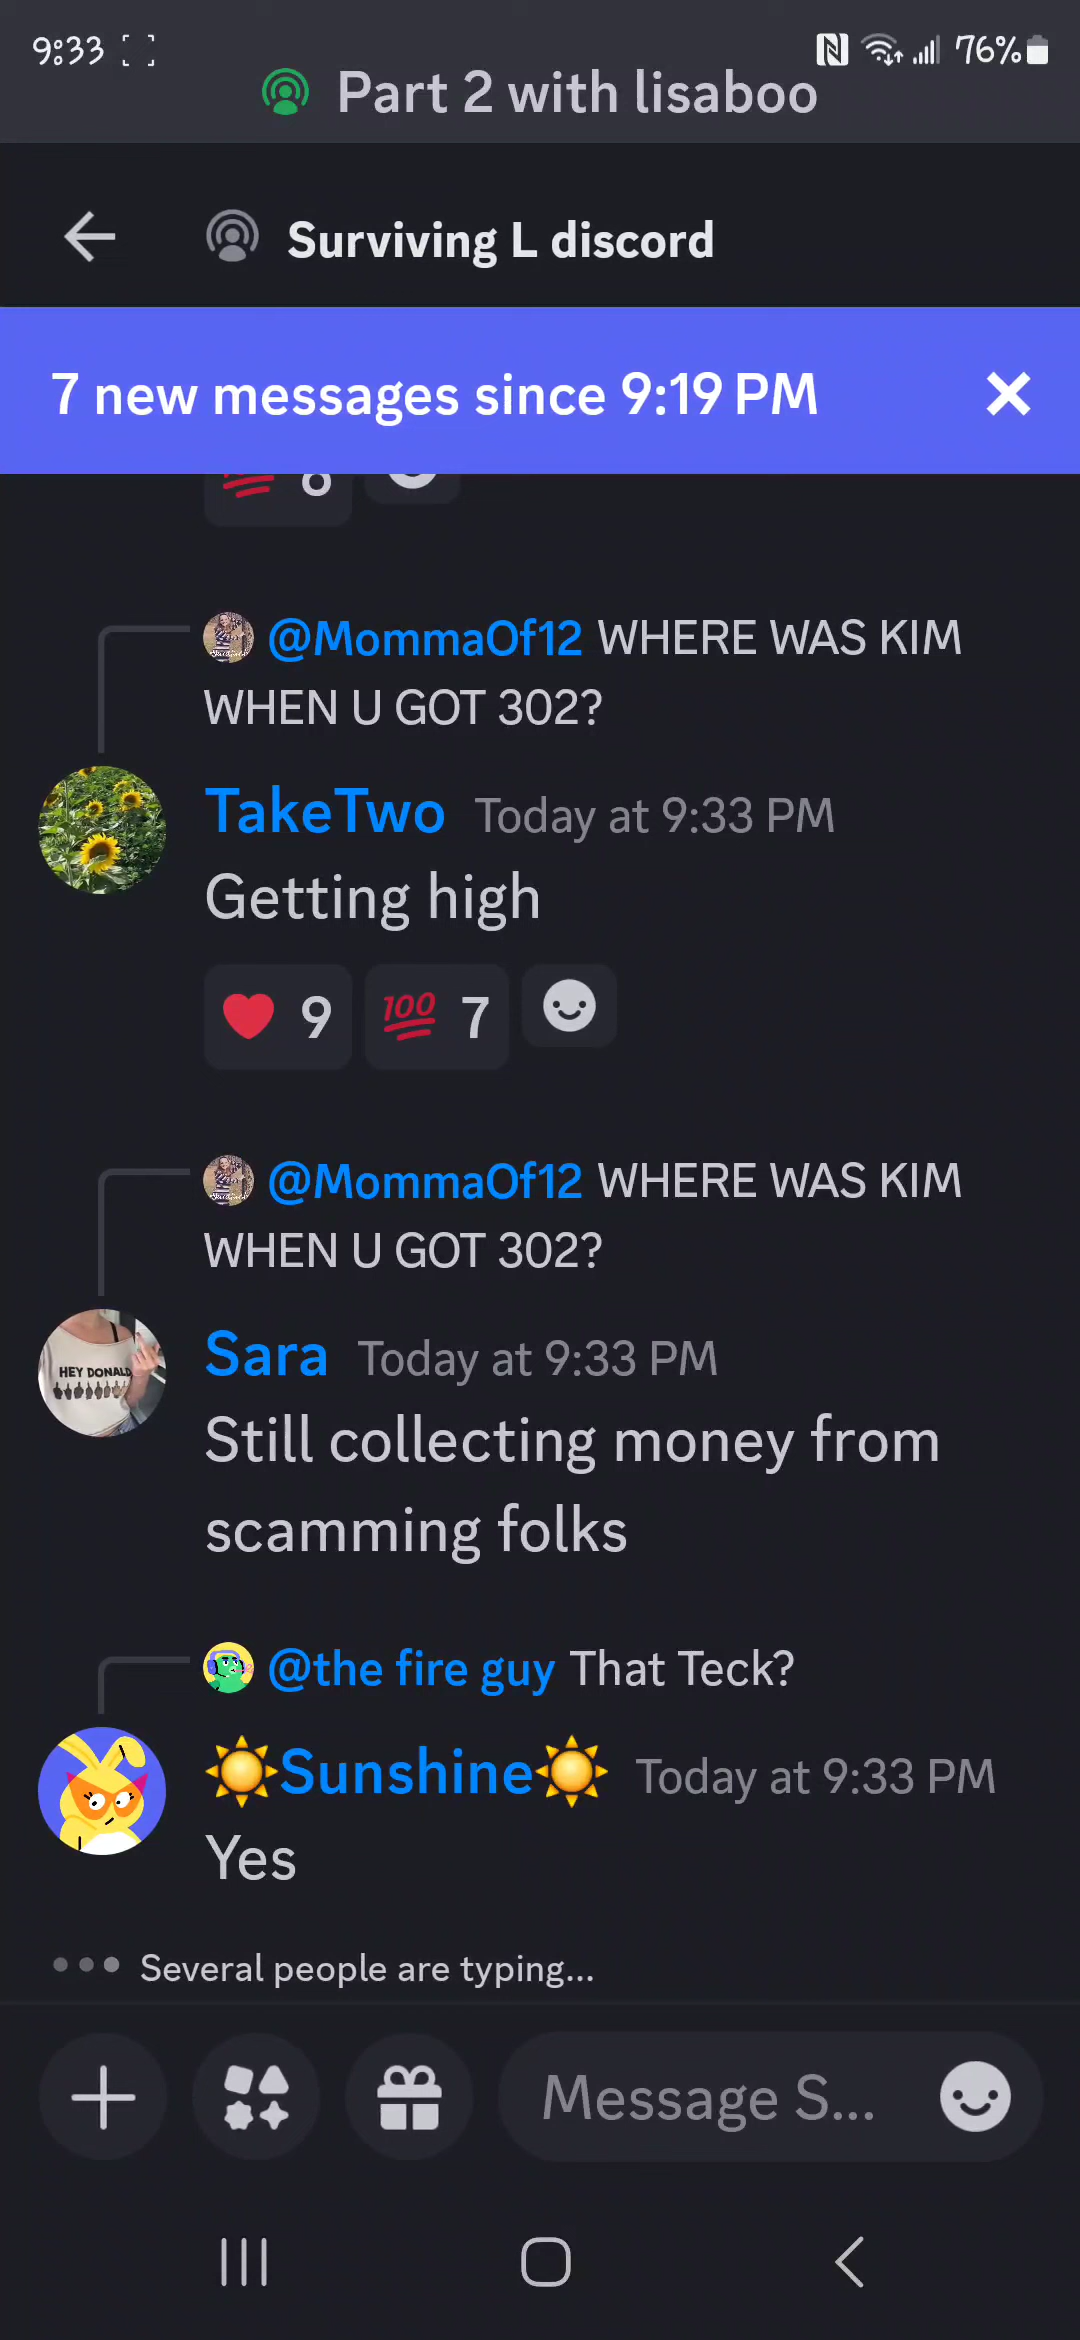 9:33
76%
Part 2 with lisaboo
Surviving L discord
7 new messages since 9:19 PM
@MommaOf12 WHERE WAS KIM
WHEN U GOT 302?
TakeTwo Today at 9:33 PM
Getting high
9 100 7
@MommaOf12 WHERE WAS KIM
WHEN U GOT 302?
HEY DONALD
Sara Today at 9:33 PM
Still collecting money from
scamming folks
@the fire guy That Teck?
Sunshine Today at 9:33 PM
Yes
Several people are typing...
Message S...